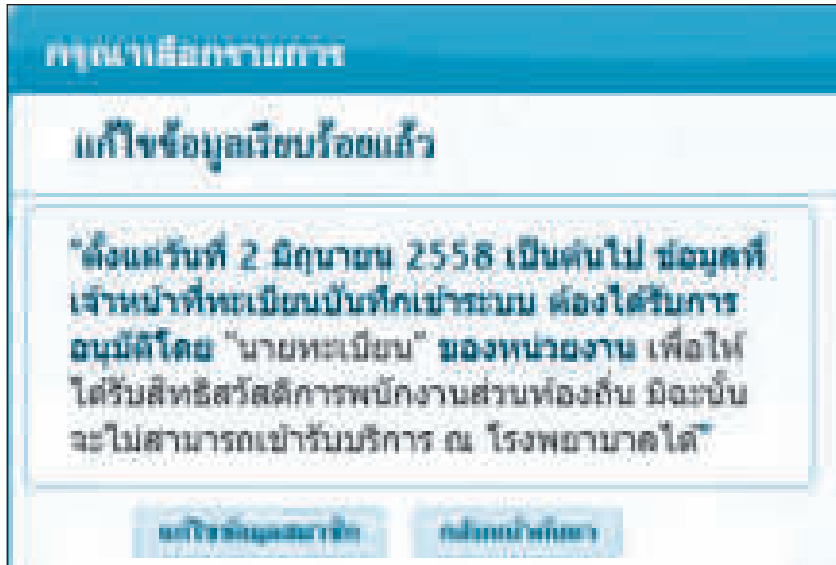 กรุณาเลือกรายการ
แก้ไขข้อมูลเรียบร้อยแล้ว
"ตั้งแต่วันที่ 2 มิถุนายน 2558 เป็นต้นไป ข้อมูลที่
เจ้าหน้าที่ทะเบียนบันทึกเข้าระบบ ต้องได้รับการ
อนุมัติโดย "นายทะเบียน" ของหน่วยงาน เพื่อให้
ได้รับสิทธิสวัสดิการพนักงานส่วนท้องถิ่น มิฉะนั้น
จะไม่สามารถเข้ารับบริการ ณ โรงพยาบาลได้"
แก้ไขข้อมูลสมาชิก กลับหน้าค้นหา